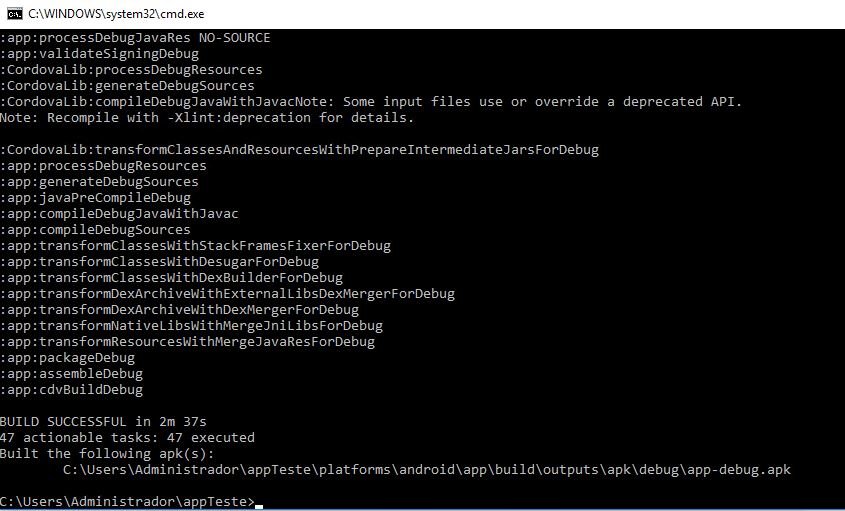 C:\WINDOWS\system32\cmd.exe
:app:processDebugJavaRes NO-SOURCE
:app:validateSigningDebug
:CordovaLib:processDebugResources
:CordovaLib:generateDebugSources
:CordovaLib:compileDebugJavaWithJavacNote: Some input files use or override a deprecated API.
Note: Recompile with -Xlint:deprecation for details.

:CordovaLib:transformClassesAndResourcesWithPrepareIntermediateJarsForDebug
:app:processDebugResources
:app:generateDebugSources
:app:javaPreCompileDebug
:app:compileDebugJavaWithJavac
:app:compileDebugSources
:app:transformClassesWithStackFramesFixerForDebug
:app:transformClassesWithDesugarForDebug
:app:transformClassesWithDexBuilderForDebug
:app:transformDexArchiveWithExternalLibsDexMergerForDebug
:app:transformDexArchiveWithDexMergerForDebug
:app:transformNativeLibsWithMergeJniLibsForDebug
:app:transformResourcesWithMergeJavaResForDebug
:app:packageDebug
:app:assembleDebug
:app:cdvBuildDebug

BUILD SUCCESSFUL in 2m 37s
47 actionable tasks: 47 executed
Built the following apk(s):
        C:\Users\Administrador\appTeste\platforms\android\app\build\outputs\apk\debug\app-debug.apk

C:\Users\Administrador\appTeste>